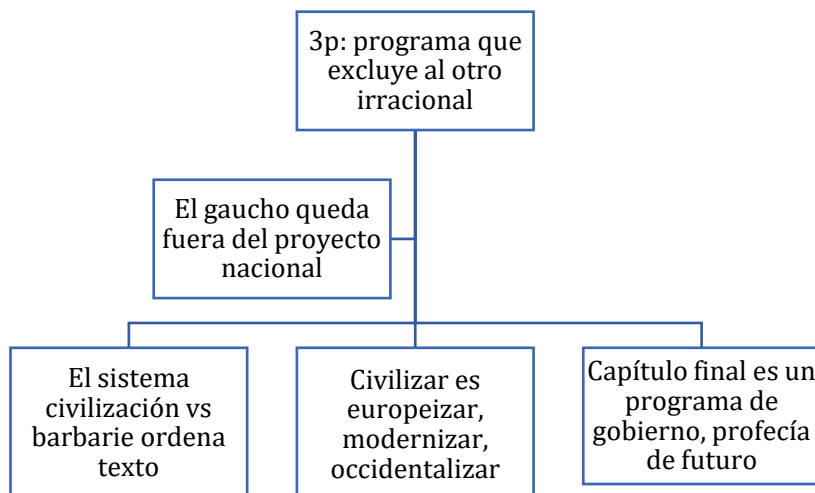 3p: programa que
excluye al otro
irracional
El gaucho queda
fuera del proyecto
nacional
El sistema
civilización vs
barbarie ordena
texto
Civilizar es
europeizar,
modernizar,
occidentalizar
Capítulo final es un
programa de
gobierno, profecía
de futuro